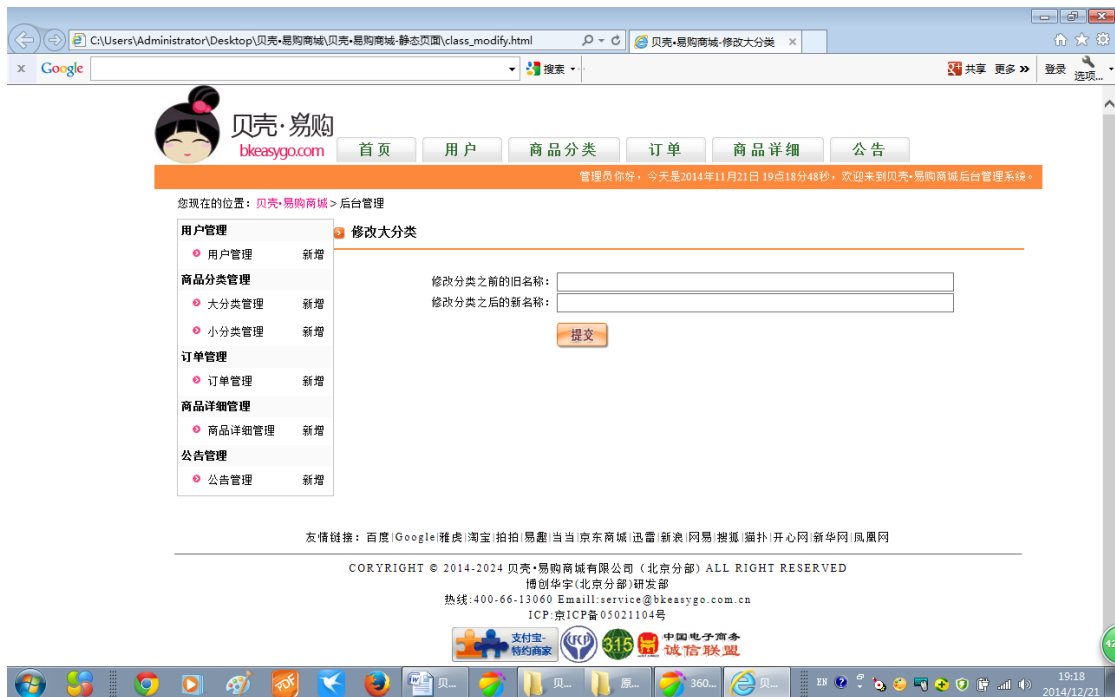 C:\Users\Administrator\Desktop\贝壳•易购商城\贝壳•易购商城-静态页面\class_modify.html
贝壳•易购商城-修改大分类
x Google 搜索 共享 更多 » 登录 选项...
贝壳·易购
bkeasygo.com
首页 用户 商品分类 订单 商品详细 公告
管理员你好，今天是2014年11月21日 19点18分48秒，欢迎来到贝壳•易购商城后台管理系统。
您现在的位置：贝壳•易购商城> 后台管理
用户管理
修改大分类
用户管理 新增
商品分类管理
修改分类之前的旧名称：
大分类管理 新增
修改分类之后的新名称：
小分类管理 新增
提交
订单管理
订单管理 新增
商品详细管理
商品详细管理 新增
公告管理
公告管理 新增
友情链接：百度|Google|雅虎|淘宝|拍拍|易趣|当当|京东商城|迅雷|新浪|网易|搜狐|猫扑|开心网|新华网|凤凰网
CORYRIGHT © 2014-2024 贝壳•易购商城有限公司（北京分部) ALL RIGHT RESERVED
博创华宇(北京分部)研发部
热线:400-66-13060 Emaill:service@bkeasygo.com.cn
ICP:京ICP备05021104号
支付宝-
特约商家
315
中国电子商务
诚信联盟
贝... 贝... 原... 360... 贝... EN 19:18
2014/12/21